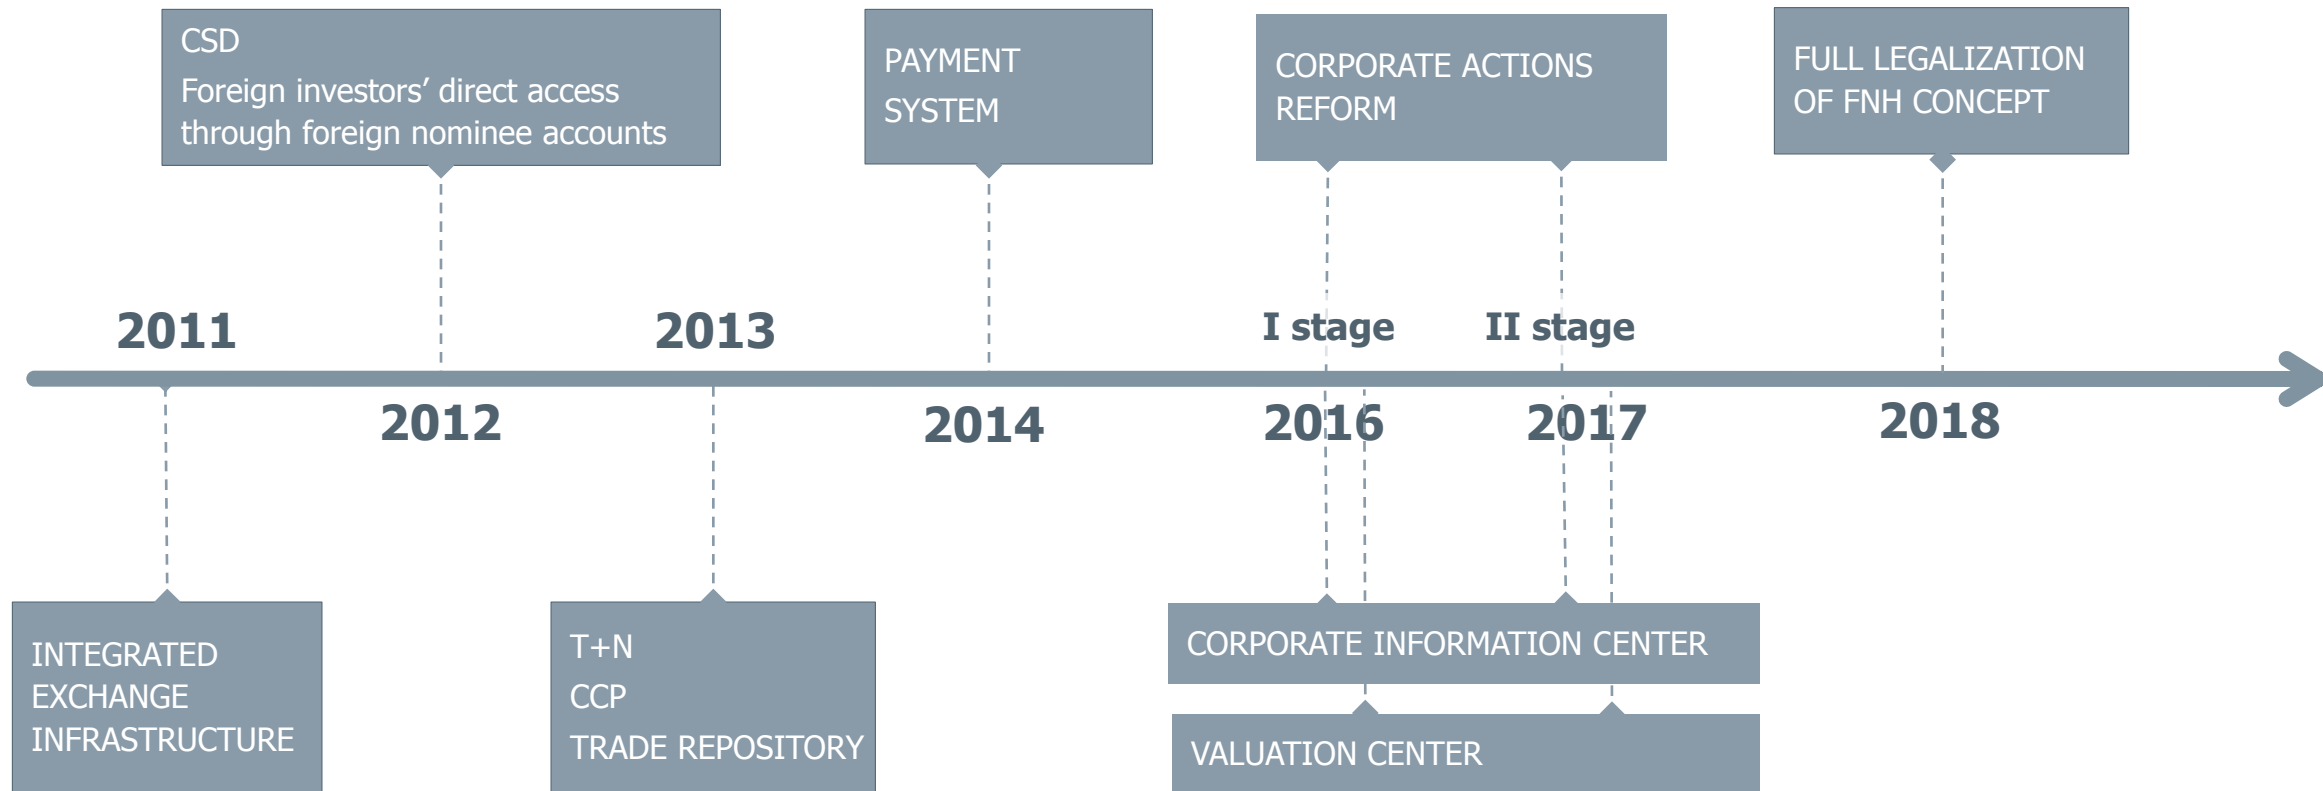 CSD
Foreign investors’ direct access
through foreign nominee accounts
PAYMENT
SYSTEM
CORPORATE ACTIONS
REFORM
FULL LEGALIZATION
OF FNH CONCEPT
2011
2013
I stage
II stage
2012
2014
2016
2017
2018
INTEGRATED
EXCHANGE
INFRASTRUCTURE
T+N
CCP
TRADE REPOSITORY
CORPORATE INFORMATION CENTER
VALUATION CENTER